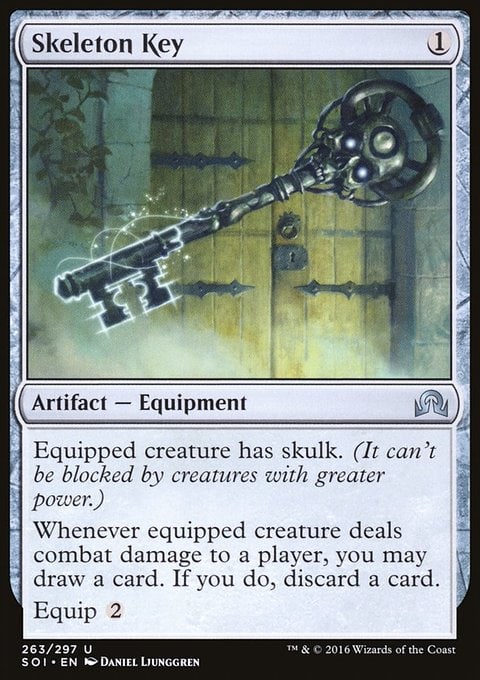 Skeleton Key 1
Artifact — Equipment
Equipped creature has skulk. (It can't
be blocked by creatures with greater
power.)
Whenever equipped creature deals
combat damage to a player, you may
draw a card. If you do, discard a card.
Equip 2
263/297 U
SOI • EN Daniel Ljunggren
™ & © 2016 Wizards of the Coast